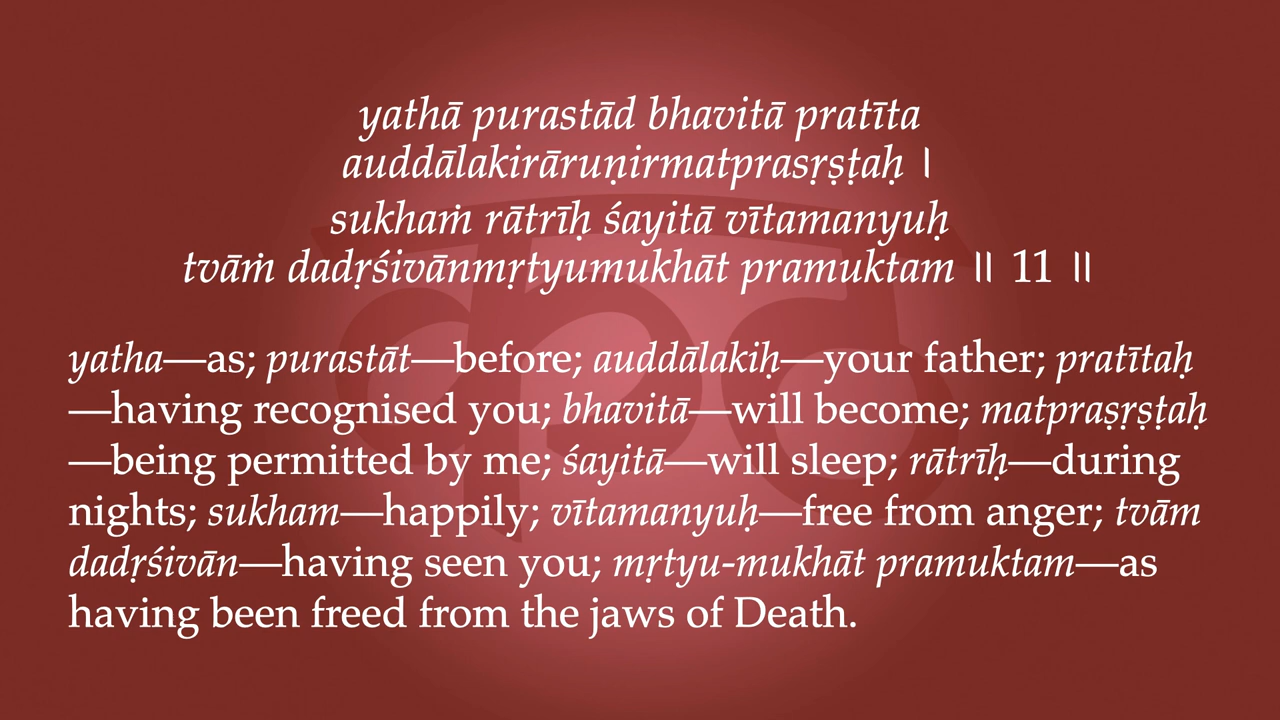 yathā purastād bhavitā pratīta
auddālakirāruṇirmatprasṛṣṭaḥ ।
sukhaṁ rātrīḥ śayitā vītamanyuḥ
tvāṁ dadṛśivānmṛtyumukhāt pramuktam ॥ 11 ॥
yatha—as; purastāt—before; auddālakiḥ—your father; pratītaḥ
—having recognised you; bhavitā—will become; matpraṣṛṣṭaḥ
—being permitted by me; śayitā—will sleep; rātrīḥ—during
nights; sukham—happily; vītamanyuḥ—free from anger; tvām
dadṛśivān—having seen you; mṛtyu-mukhāt pramuktam—as
having been freed from the jaws of Death.